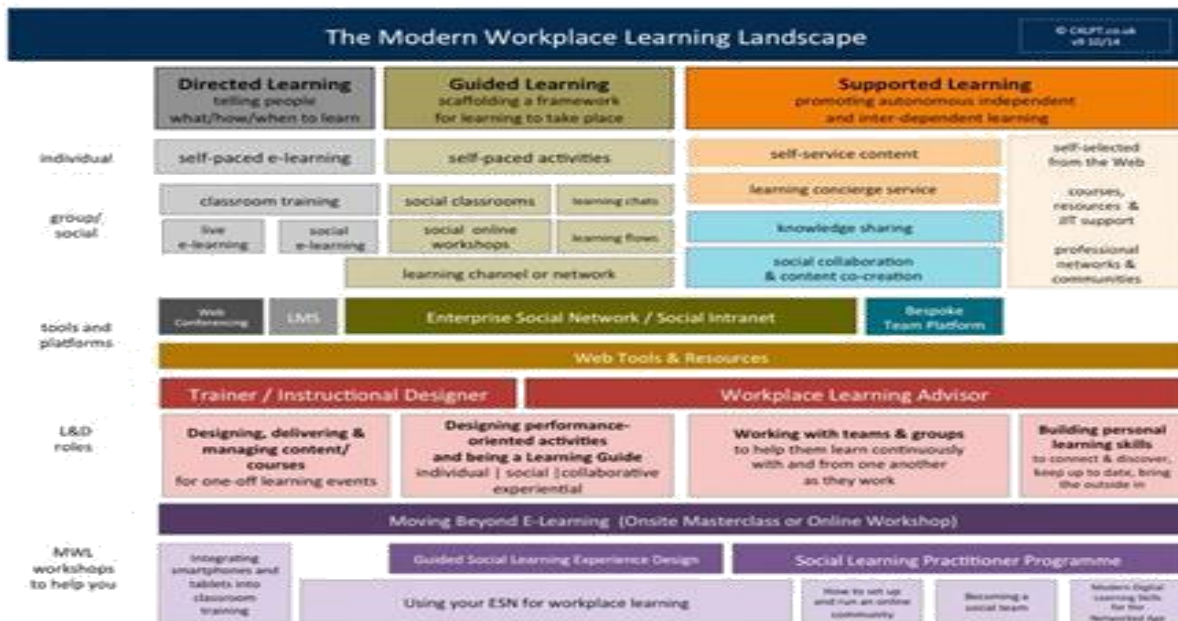 The Modern Workplace Learning Landscape
© C4LPT.co.uk
v9 10/14
Directed Learning
telling people
what/how/when to learn
Guided Learning
scaffolding a framework
for learning to take place
Supported Learning
promoting autonomous independent
and inter-dependent learning
individual
self-paced e-learning
self-paced activities
self-service content
self-selected
from the Web
courses,
resources &
JIT support
professional
networks &
communities
group/
social
classroom training
social classrooms
learning chats
learning concierge service
live
e-learning
social
e-learning
social online
workshops
learning flows
knowledge sharing
learning channel or network
social collaboration
& content co-creation
tools and
platforms
Web
Conferencing
LMS
Enterprise Social Network / Social Intranet
Bespoke
Team Platform
Web Tools & Resources
L&D
roles
Trainer / Instructional Designer
Workplace Learning Advisor
Designing, delivering &
managing content/
courses
for one-off learning events
Designing performance-
oriented activities
and being a Learning Guide
individual | social |collaborative
experiential
Working with teams & groups
to help them learn continuously
with and from one another
as they work
Building personal
learning skills
to connect & discover,
keep up to date, bring
the outside in
MWL
workshops
to help you
Moving Beyond E-Learning (Onsite Masterclass or Online Workshop)
Integrating
smartphones and
tablets into
classroom
training
Guided Social Learning Experience Design
Social Learning Practitioner Programme
Using your ESN for workplace learning
How to set up
and run an online
community
Becoming a
social team
Modern Digital
Learning Skills
for the
Networked Age